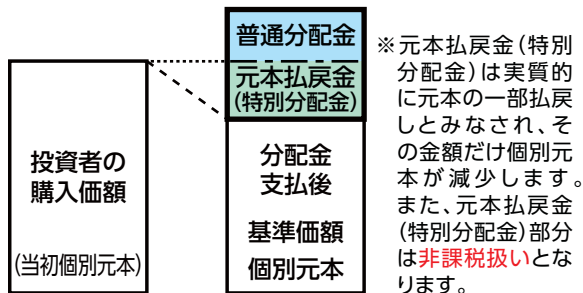 普通分配金
元本払戻金
(特別分配金)
投資者の
購入価額
(当初個別元本)
分配金
支払後
基準価額
個別元本
※元本払戻金(特別
分配金)は実質的
に元本の一部払戻
しとみなされ、そ
の金額だけ個別元
本が減少します。
また、元本払戻金
(特別分配金)部分
は非課税扱いとな
ります。